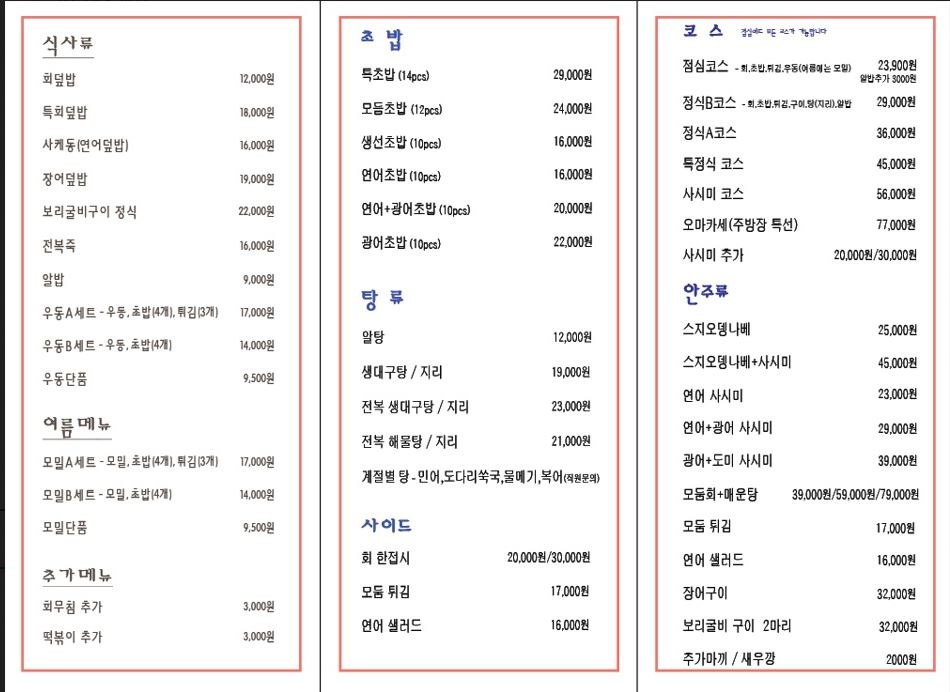 식사류
회덮밥 12,000원
특회덮밥 18,000원
사케동(연어덮밥) 16,000원
장어덮밥 19,000원
보리굴비구이 정식 22,000원
전복죽 16,000원
알밥 9,000원
우동A세트 - 우동, 초밥(4개), 튀김(3개) 17,000원
우동B세트 - 우동, 초밥(4개) 14,000원
우동단품 9,500원
여름메뉴
모밀A세트 - 모밀, 초밥(4개), 튀김(3개) 17,000원
모밀B세트 - 모밀, 초밥(4개) 14,000원
모밀단품 9,500원
추가메뉴
회무침 추가 3,000원
떡볶이 추가 3,000원
초 밥
특초밥 (14pcs) 29,000원
모듬초밥 (12pcs) 24,000원
생선초밥 (10pcs) 16,000원
연어초밥 (10pcs) 16,000원
연어+광어초밥 (10pcs) 20,000원
광어초밥 (10pcs) 22,000원
탕 류
알탕 12,000원
생대구탕 / 지리 19,000원
전복 생대구탕 / 지리 23,000원
전복 해물탕 / 지리 21,000원
계절별 탕 - 민어,도다리쑥국,물메기,복어(직원문의)
사이드
회 한접시 20,000원/30,000원
모둠 튀김 17,000원
연어 샐러드 16,000원
코 스 점심에도 모든 코스가 가능합니다
점심코스 - 회,초밥,튀김,우동(여름에는 모밀) 23,900원
알밥추가 3000원
정식B코스 - 회,초밥,튀김,구이,탕(지리),알밥 29,000원
정식A코스 36,000원
특정식 코스 45,000원
사시미 코스 56,000원
오마카세(주방장 특선) 77,000원
사시미 추가 20,000원/30,000원
안주류
스지오뎅나베 25,000원
스지오뎅나베+사시미 45,000원
연어 사시미 23,000원
연어+광어 사시미 29,000원
광어+도미 사시미 39,000원
모둠회+매운탕 39,000원/59,000원/79,000원
모둠 튀김 17,000원
연어 샐러드 16,000원
장어구이 32,000원
보리굴비 구이 2마리 32,000원
추가마끼 / 새우깡 2000원